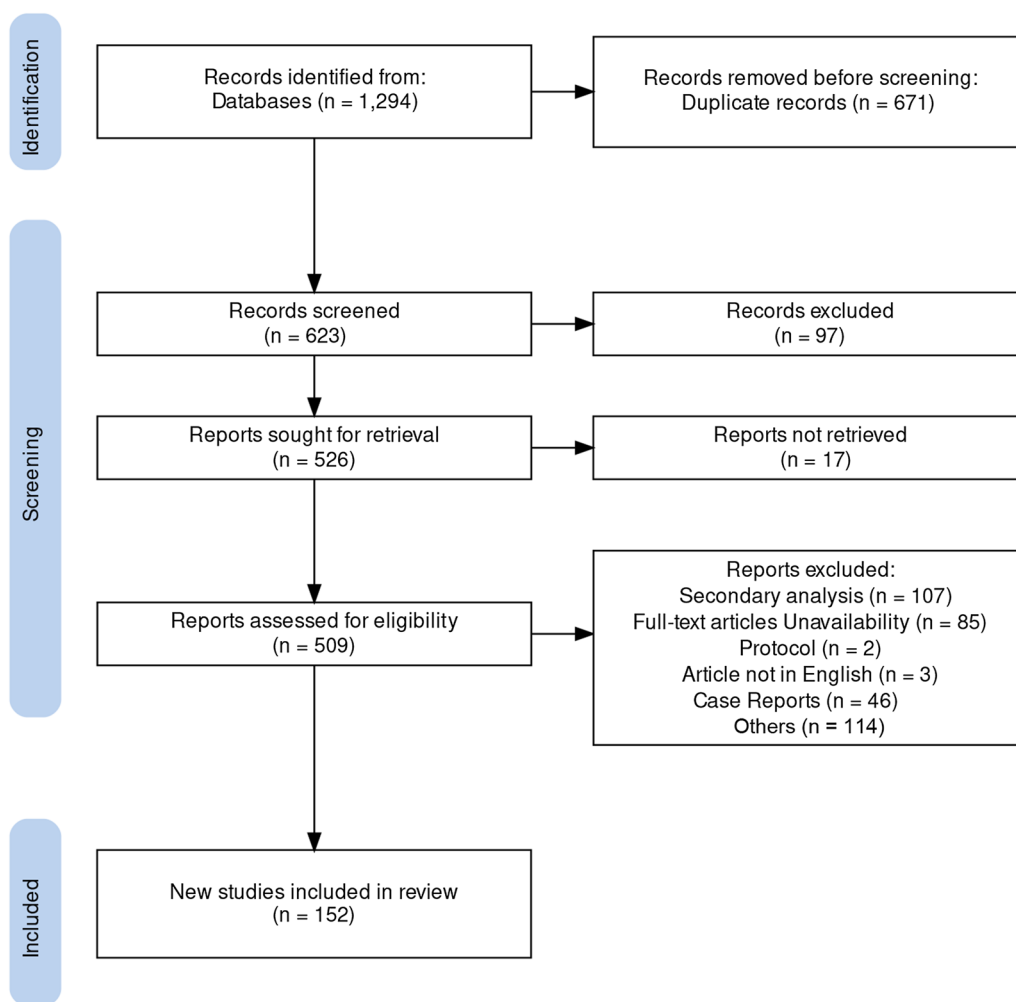 Identification
Records identified from:
Databases (n = 1,294)
Records removed before screening:
Duplicate records (n = 671)
Screening
Records screened
(n = 623)
Records excluded
(n = 97)
Reports sought for retrieval
(n = 526)
Reports not retrieved
(n = 17)
Reports assessed for eligibility
(n = 509)
Reports excluded:
Secondary analysis (n = 107)
Full-text articles Unavailability (n = 85)
Protocol (n = 2)
Article not in English (n = 3)
Case Reports (n = 46)
Others (n = 114)
Included
New studies included in review
(n = 152)